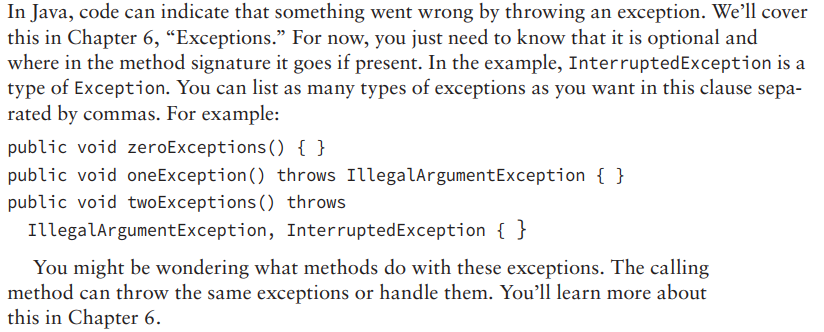 In Java, code can indicate that something went wrong by throwing an exception. We’ll cover
this in Chapter 6, “Exceptions.” For now, you just need to know that it is optional and
where in the method signature it goes if present. In the example, InterruptedException is a
type of Exception. You can list as many types of exceptions as you want in this clause sepa-
rated by commas. For example:
public void zeroExceptions() { }
public void oneException() throws IllegalArgumentException { }
public void twoExceptions() throws
  IllegalArgumentException, InterruptedException { }
You might be wondering what methods do with these exceptions. The calling
method can throw the same exceptions or handle them. You’ll learn more about
this in Chapter 6.